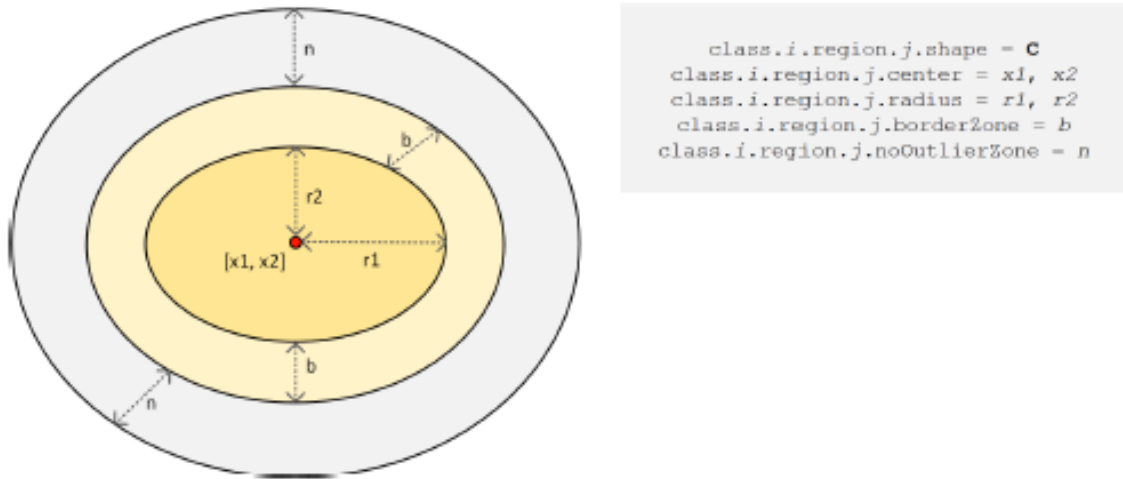 n
b
r2
[x1, x2]
r1
b
n
class.i.region.j.shape = C
class.i.region.j.center = x1, x2
class.i.region.j.radius = r1, r2
class.i.region.j.borderZone = b
class.i.region.j.noOutlierZone = n